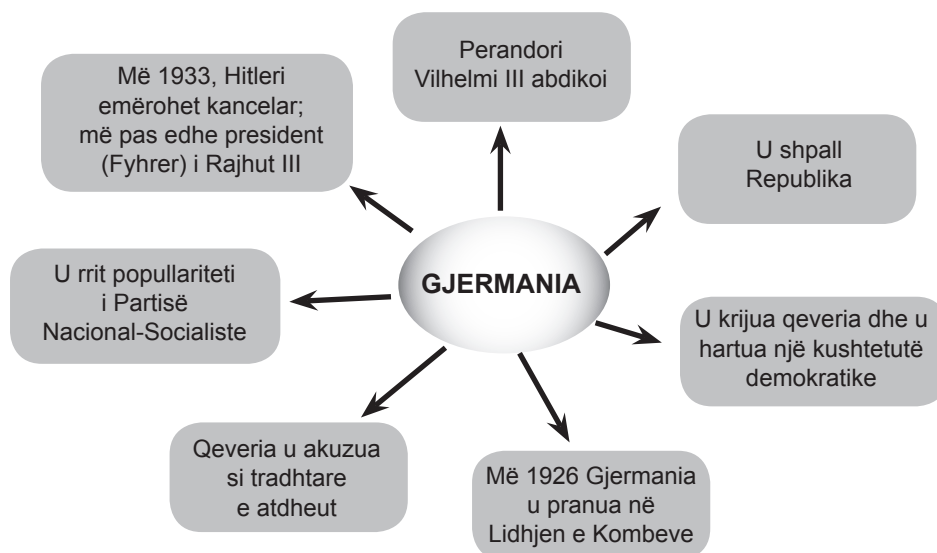 Perandori
Vilhelmi III abdikoi
Më 1933, Hitleri
emërohet kancelar;
më pas edhe president
(Fyhrer) i Rajhut III
U shpall
Republika
GJERMANIA
U rrit popullariteti
i Partisë
Nacional-Socialiste
U krijua qeveria dhe u
hartua një kushtetutë
demokratike
Qeveria u akuzua
si tradhtare
e atdheut
Më 1926 Gjermania
u pranua në
Lidhjen e Kombeve